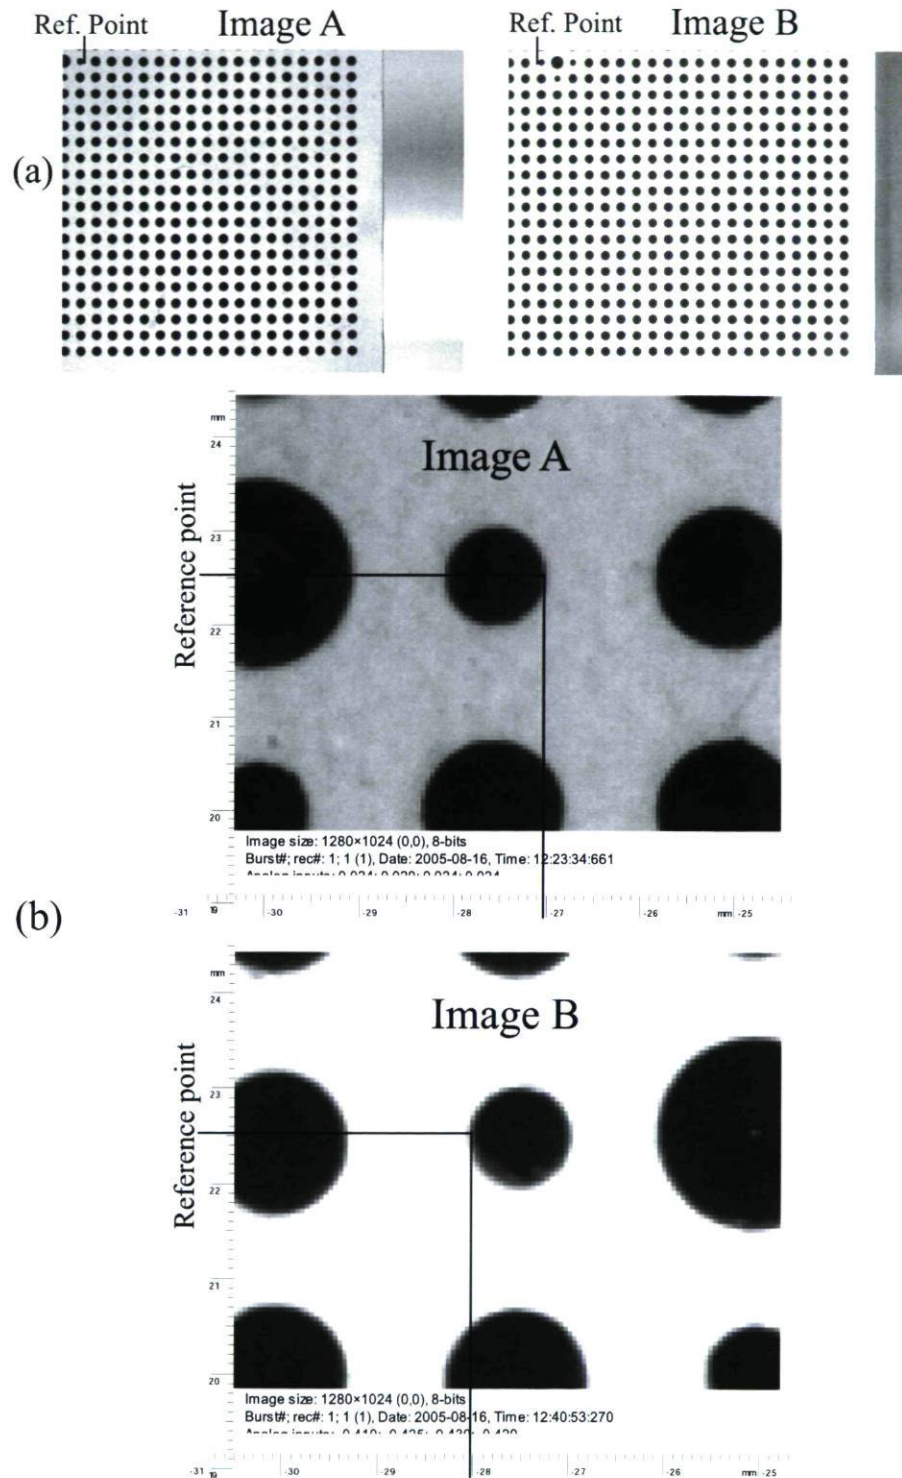 Ref. Point
Image A
Ref. Point
Image B
(a)
mm
24
23
22
21
20
19
Reference point
Image A
Image size: 1280×1024 (0,0), 8-bits
Burst#; rec#: 1; 1 (1), Date: 2005-08-16, Time: 12:23:34:661
-31
-30
-29
-28
-27
-26
mm
-25
(b)
mm
24
23
22
21
20
19
Reference point
Image B
Image size: 1280×1024 (0,0), 8-bits
Burst#; rec#: 1; 1 (1), Date: 2005-08-16, Time: 12:40:53:270
-31
-30
-29
-28
-27
-26
mm
-25